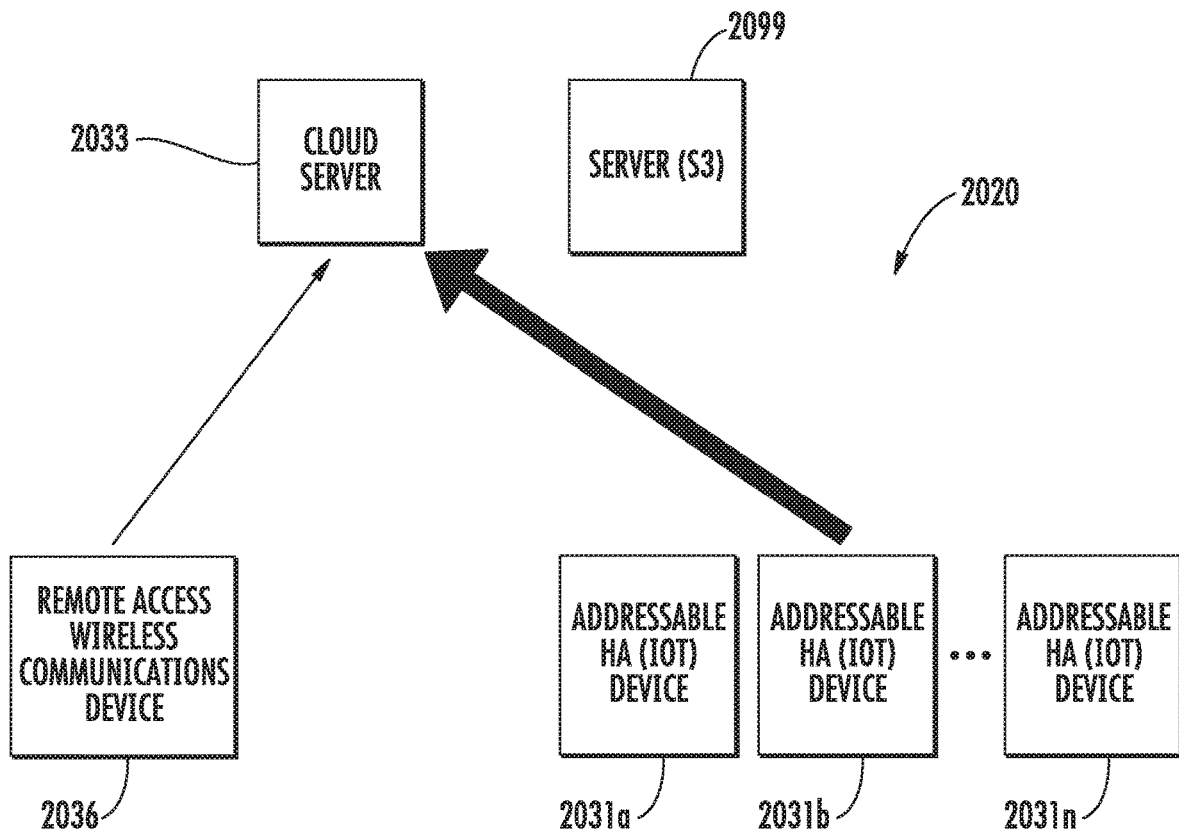 2099
2033
CLOUD
SERVER
SERVER (S3)
2020
REMOTE ACCESS
WIRELESS
COMMUNICATIONS
DEVICE
ADDRESSABLE
HA (IOT)
DEVICE
ADDRESSABLE
HA (IOT)
DEVICE
•••
ADDRESSABLE
HA (IOT)
DEVICE
2036
2031a
2031b
2031n